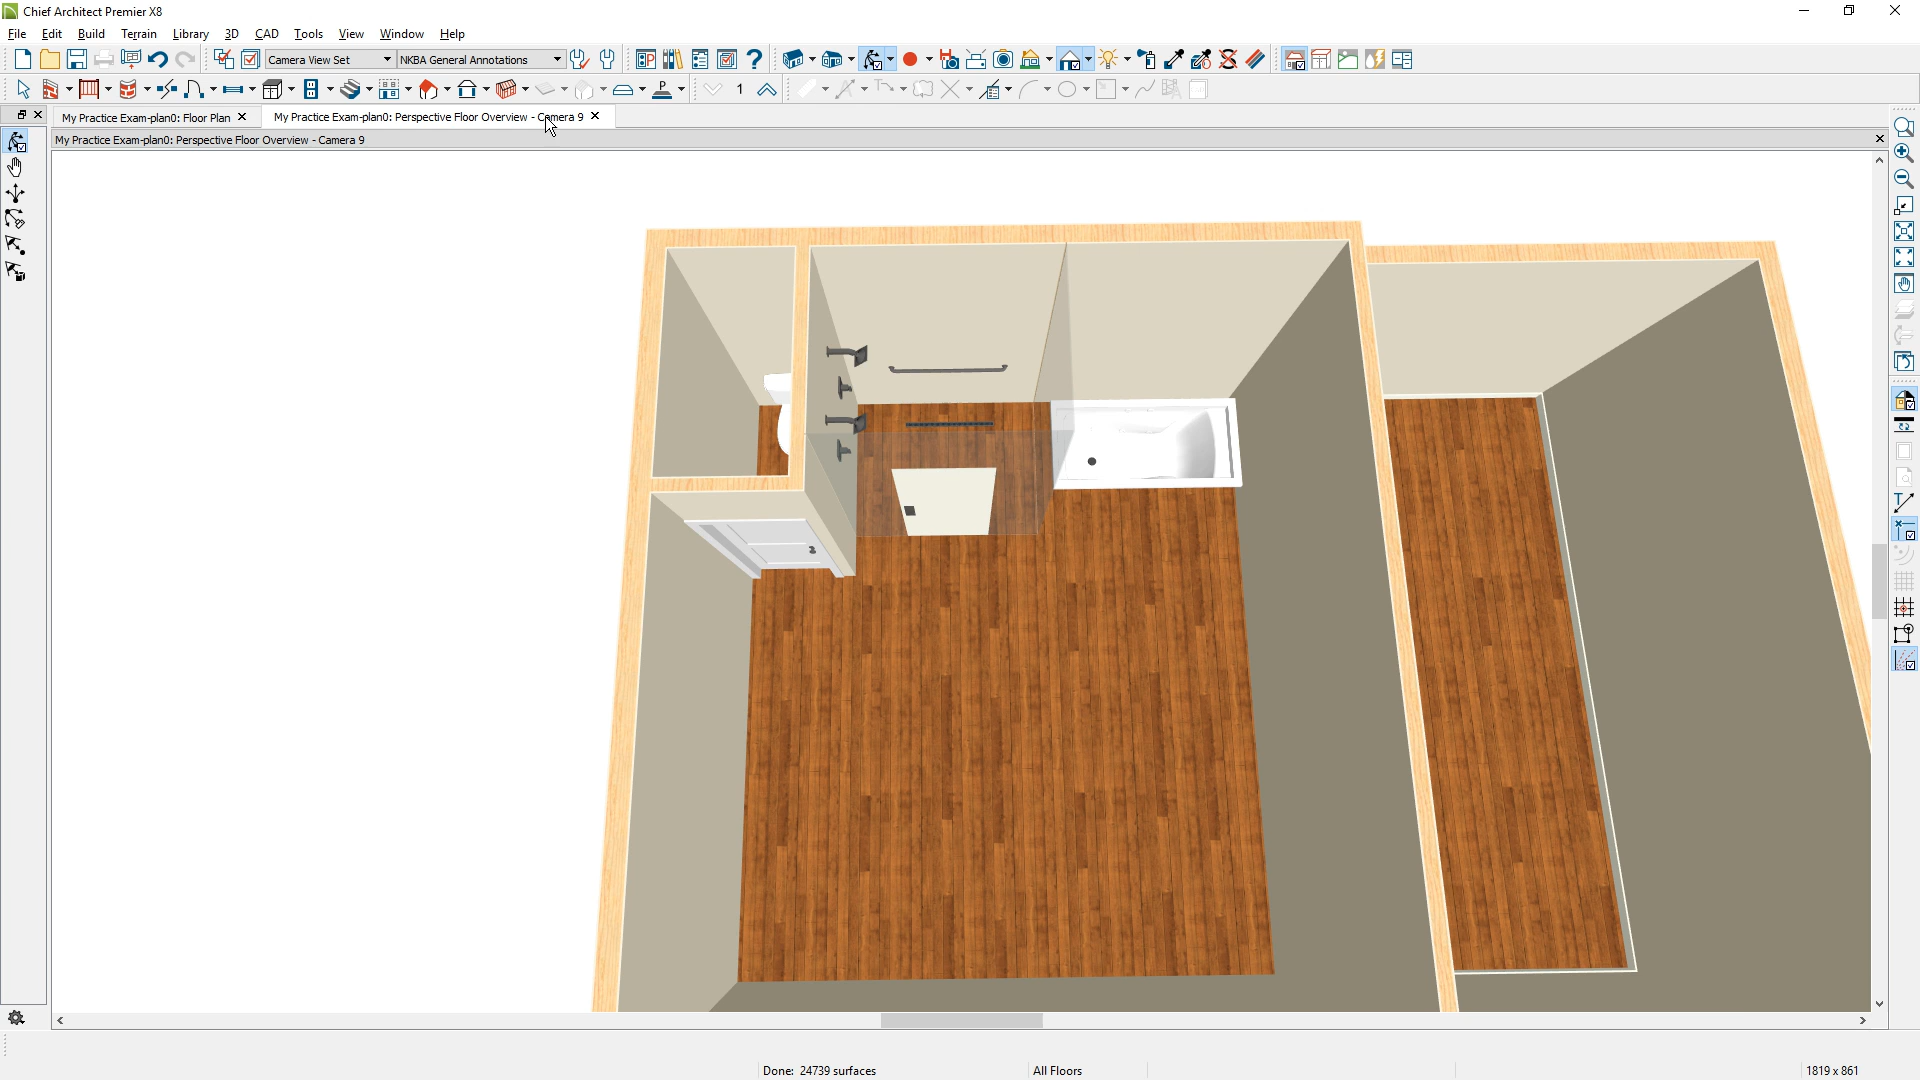 Chief Architect Premier X8
File Edit Build Terrain Library 3D CAD Tools View Window Help
Camera View Set NKBA General Annotations
1
My Practice Exam-plan0: Floor Plan My Practice Exam-plan0: Perspective Floor Overview - Camera 9
My Practice Exam-plan0: Perspective Floor Overview - Camera 9
Done: 24739 surfaces All Floors 1819 x 861